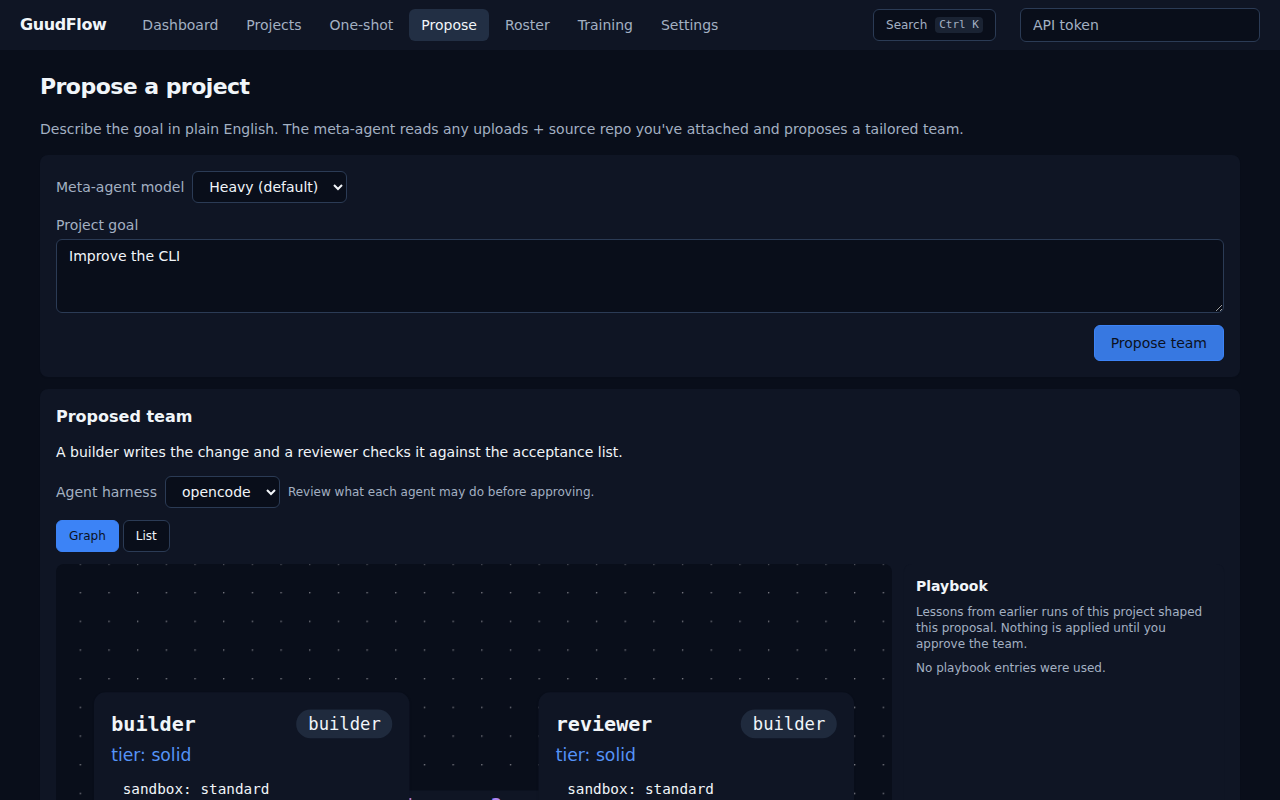 GuudFlow Dashboard Projects One-shot Propose Roster Training Settings Search Ctrl K API token
Propose a project
Describe the goal in plain English. The meta-agent reads any uploads + source repo you've attached and proposes a tailored team.
Meta-agent model Heavy (default)
Project goal
Improve the CLI
Propose team
Proposed team
A builder writes the change and a reviewer checks it against the acceptance list.
Agent harness opencode Review what each agent may do before approving.
Graph List
Playbook
Lessons from earlier runs of this project shaped
this proposal. Nothing is applied until you
approve the team.
No playbook entries were used.
builder builder
tier: solid
sandbox: standard
reviewer builder
tier: solid
sandbox: standard